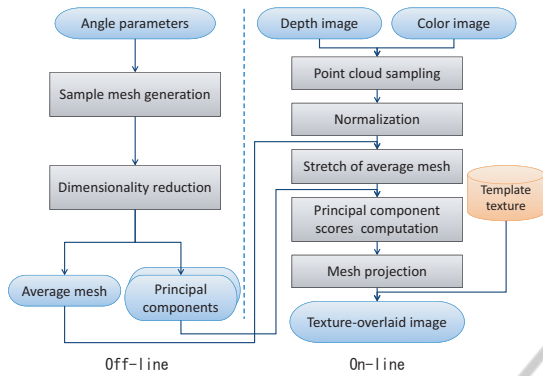 Angle parameters
Sample mesh generation
Dimensionality reduction
Average mesh
Principal
components
Off-line
Depth image
Color image
Point cloud sampling
Normalization
Stretch of average mesh
Principal component
scores computation
Mesh projection
Template
texture
Texture-overlaid image
On-line